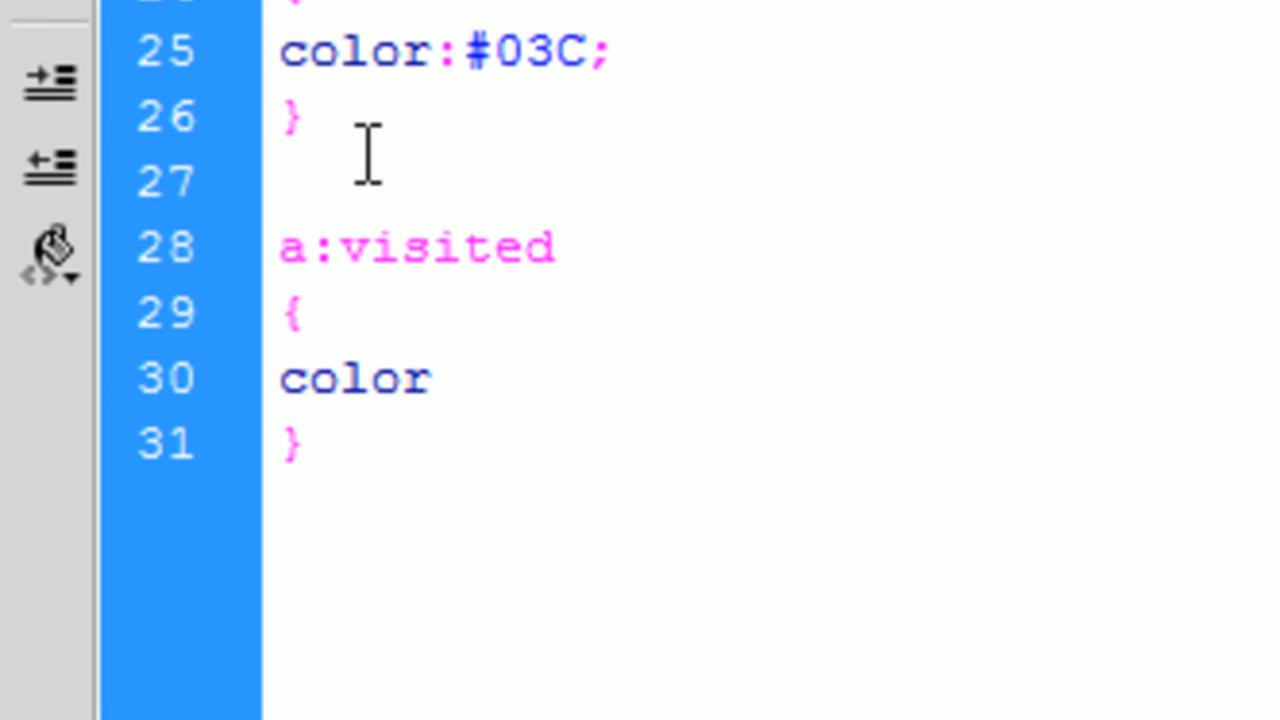 25 color:#03C;
26 }
27
28 a:visited
29 {
30 color
31 }